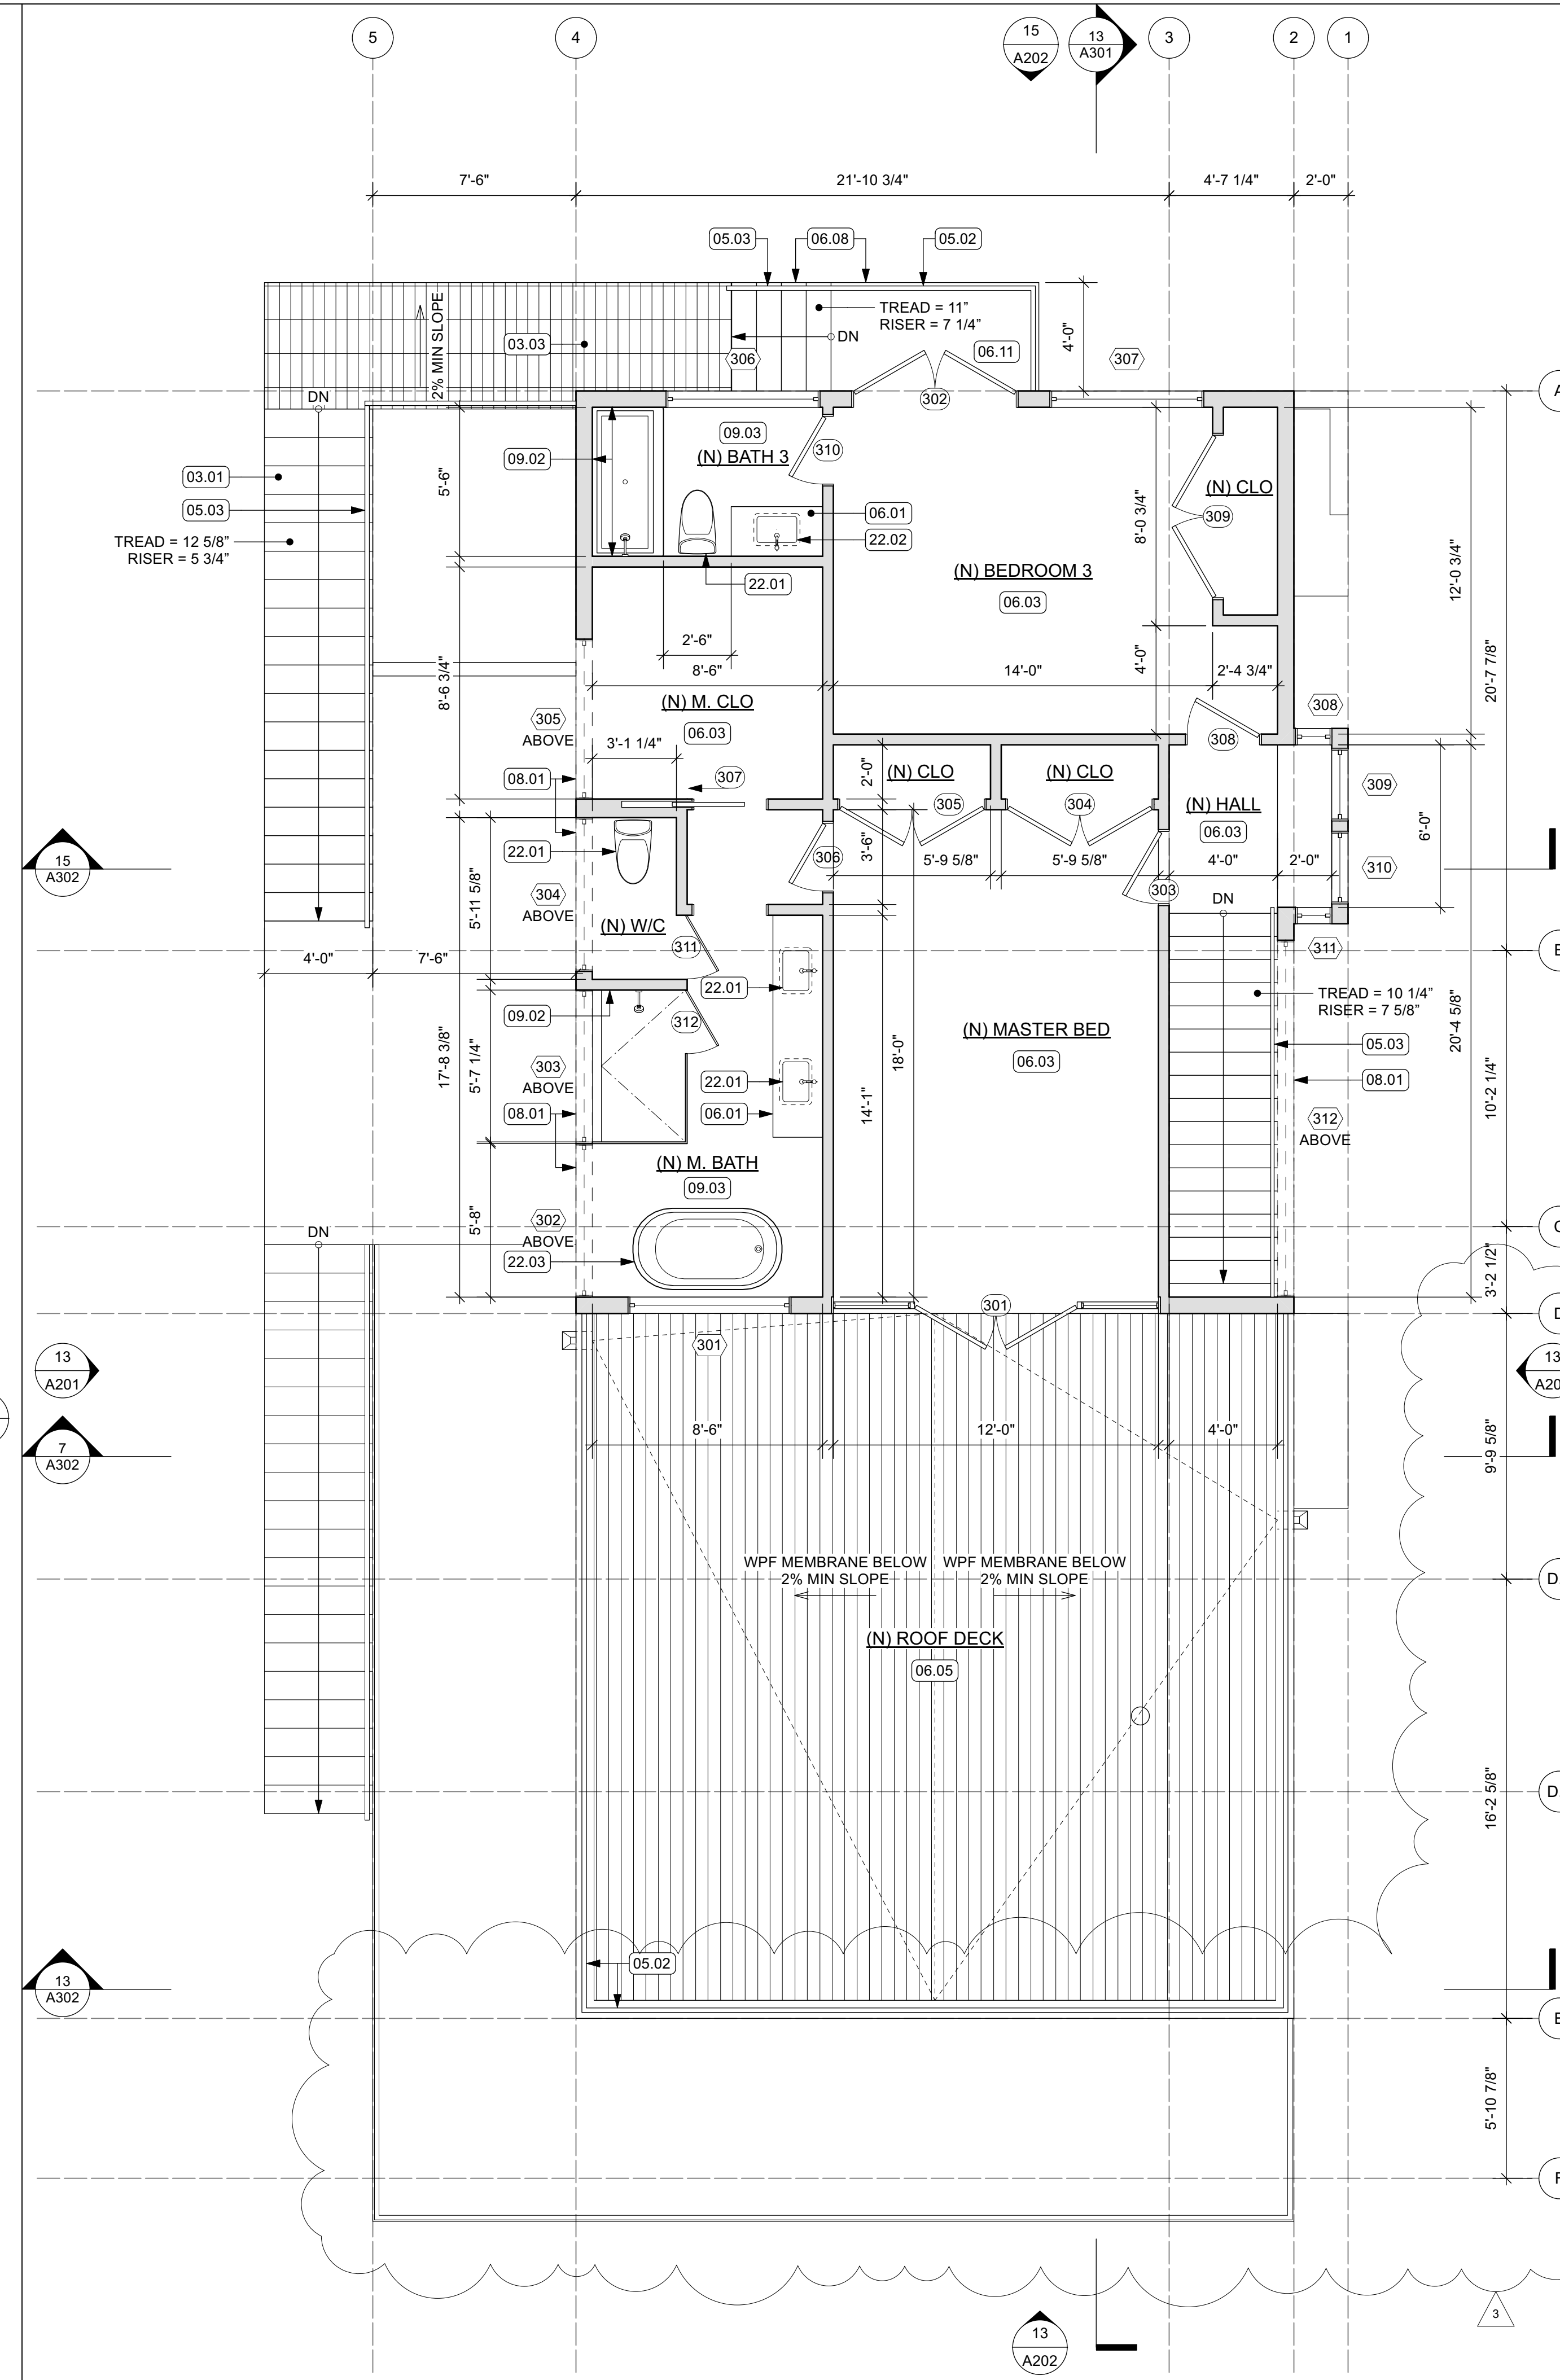 5
4
15
A202
13
A301
3
2
1
7'-6"
21'-10 3/4"
4'-7 1/4"
2'-0"
05.03
06.08
05.02
2% MIN SLOPE
TREAD = 11"
RISER = 7 1/4"
DN
4'-0"
03.03
306
06.11
307
DN
302
A
09.03
(N) BATH 3
310
09.02
5'-6"
03.01
05.03
TREAD = 12 5/8"
RISER = 5 3/4"
06.01
22.02
22.01
(N) CLO
309
8'-0 3/4"
(N) BEDROOM 3
06.03
12'-0 3/4"
20'-7 7/8"
2'-6"
8'-6"
14'-0"
4'-0"
2'-4 3/4"
8'-6 3/4"
(N) M. CLO
06.03
305
ABOVE
3'-1 1/4"
307
308
308
08.01
2'-0"
(N) CLO
305
(N) CLO
304
(N) HALL
06.03
309
6'-0"
15
A302
22.01
306
3'-6"
5'-9 5/8"
5'-9 5/8"
4'-0"
2'-0"
310
303
DN
304
ABOVE
5'-11 5/8"
(N) W/C
311
311
4'-0"
7'-6"
22.01
TREAD = 10 1/4"
RISER = 7 5/8"
09.02
312
(N) MASTER BED
06.03
05.03
08.01
20'-4 5/8"
17'-8 3/8"
5'-7 1/4"
303
ABOVE
18'-0"
22.01
08.01
06.01
14'-1"
10'-2 1/4"
312
ABOVE
(N) M. BATH
09.03
5'-8"
302
ABOVE
DN
22.03
3'-2 1/2"
301
301
13
A201
13
7
A302
8'-6"
12'-0"
4'-0"
9'-9 5/8"
WPF MEMBRANE BELOW
2% MIN SLOPE
WPF MEMBRANE BELOW
2% MIN SLOPE
(N) ROOF DECK
06.05
16'-2 5/8"
05.02
13
A302
5'-10 7/8"
3
13
A202